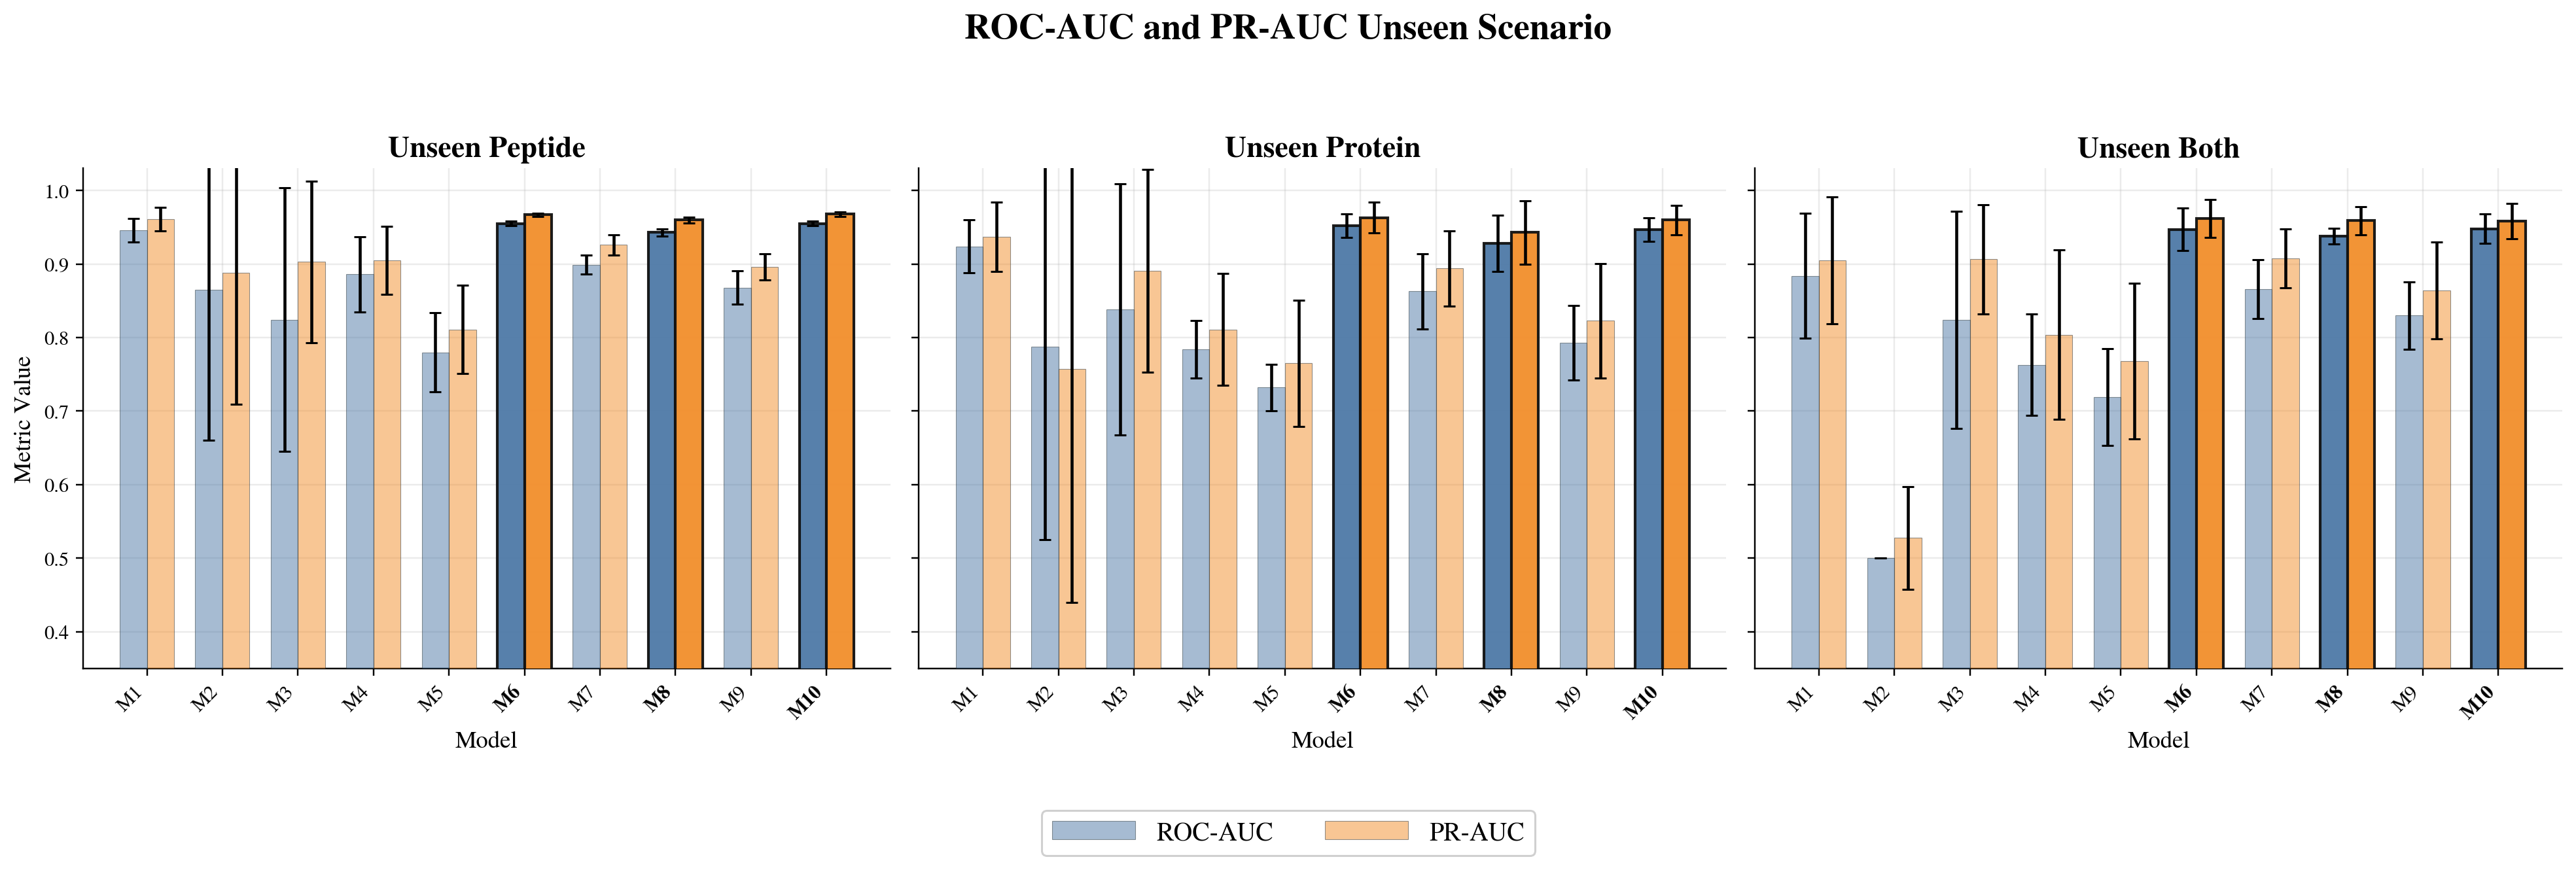 ROC-AUC and PR-AUC Unseen Scenario
Unseen Peptide
Unseen Protein
Unseen Both
Metric Value
1.0
0.9
0.8
0.7
0.6
0.5
0.4
M1 M2 M3 M4 M5 M6 M7 M8 M9 M10
M1 M2 M3 M4 M5 M6 M7 M8 M9 M10
M1 M2 M3 M4 M5 M6 M7 M8 M9 M10
Model
Model
Model
ROC-AUC
PR-AUC